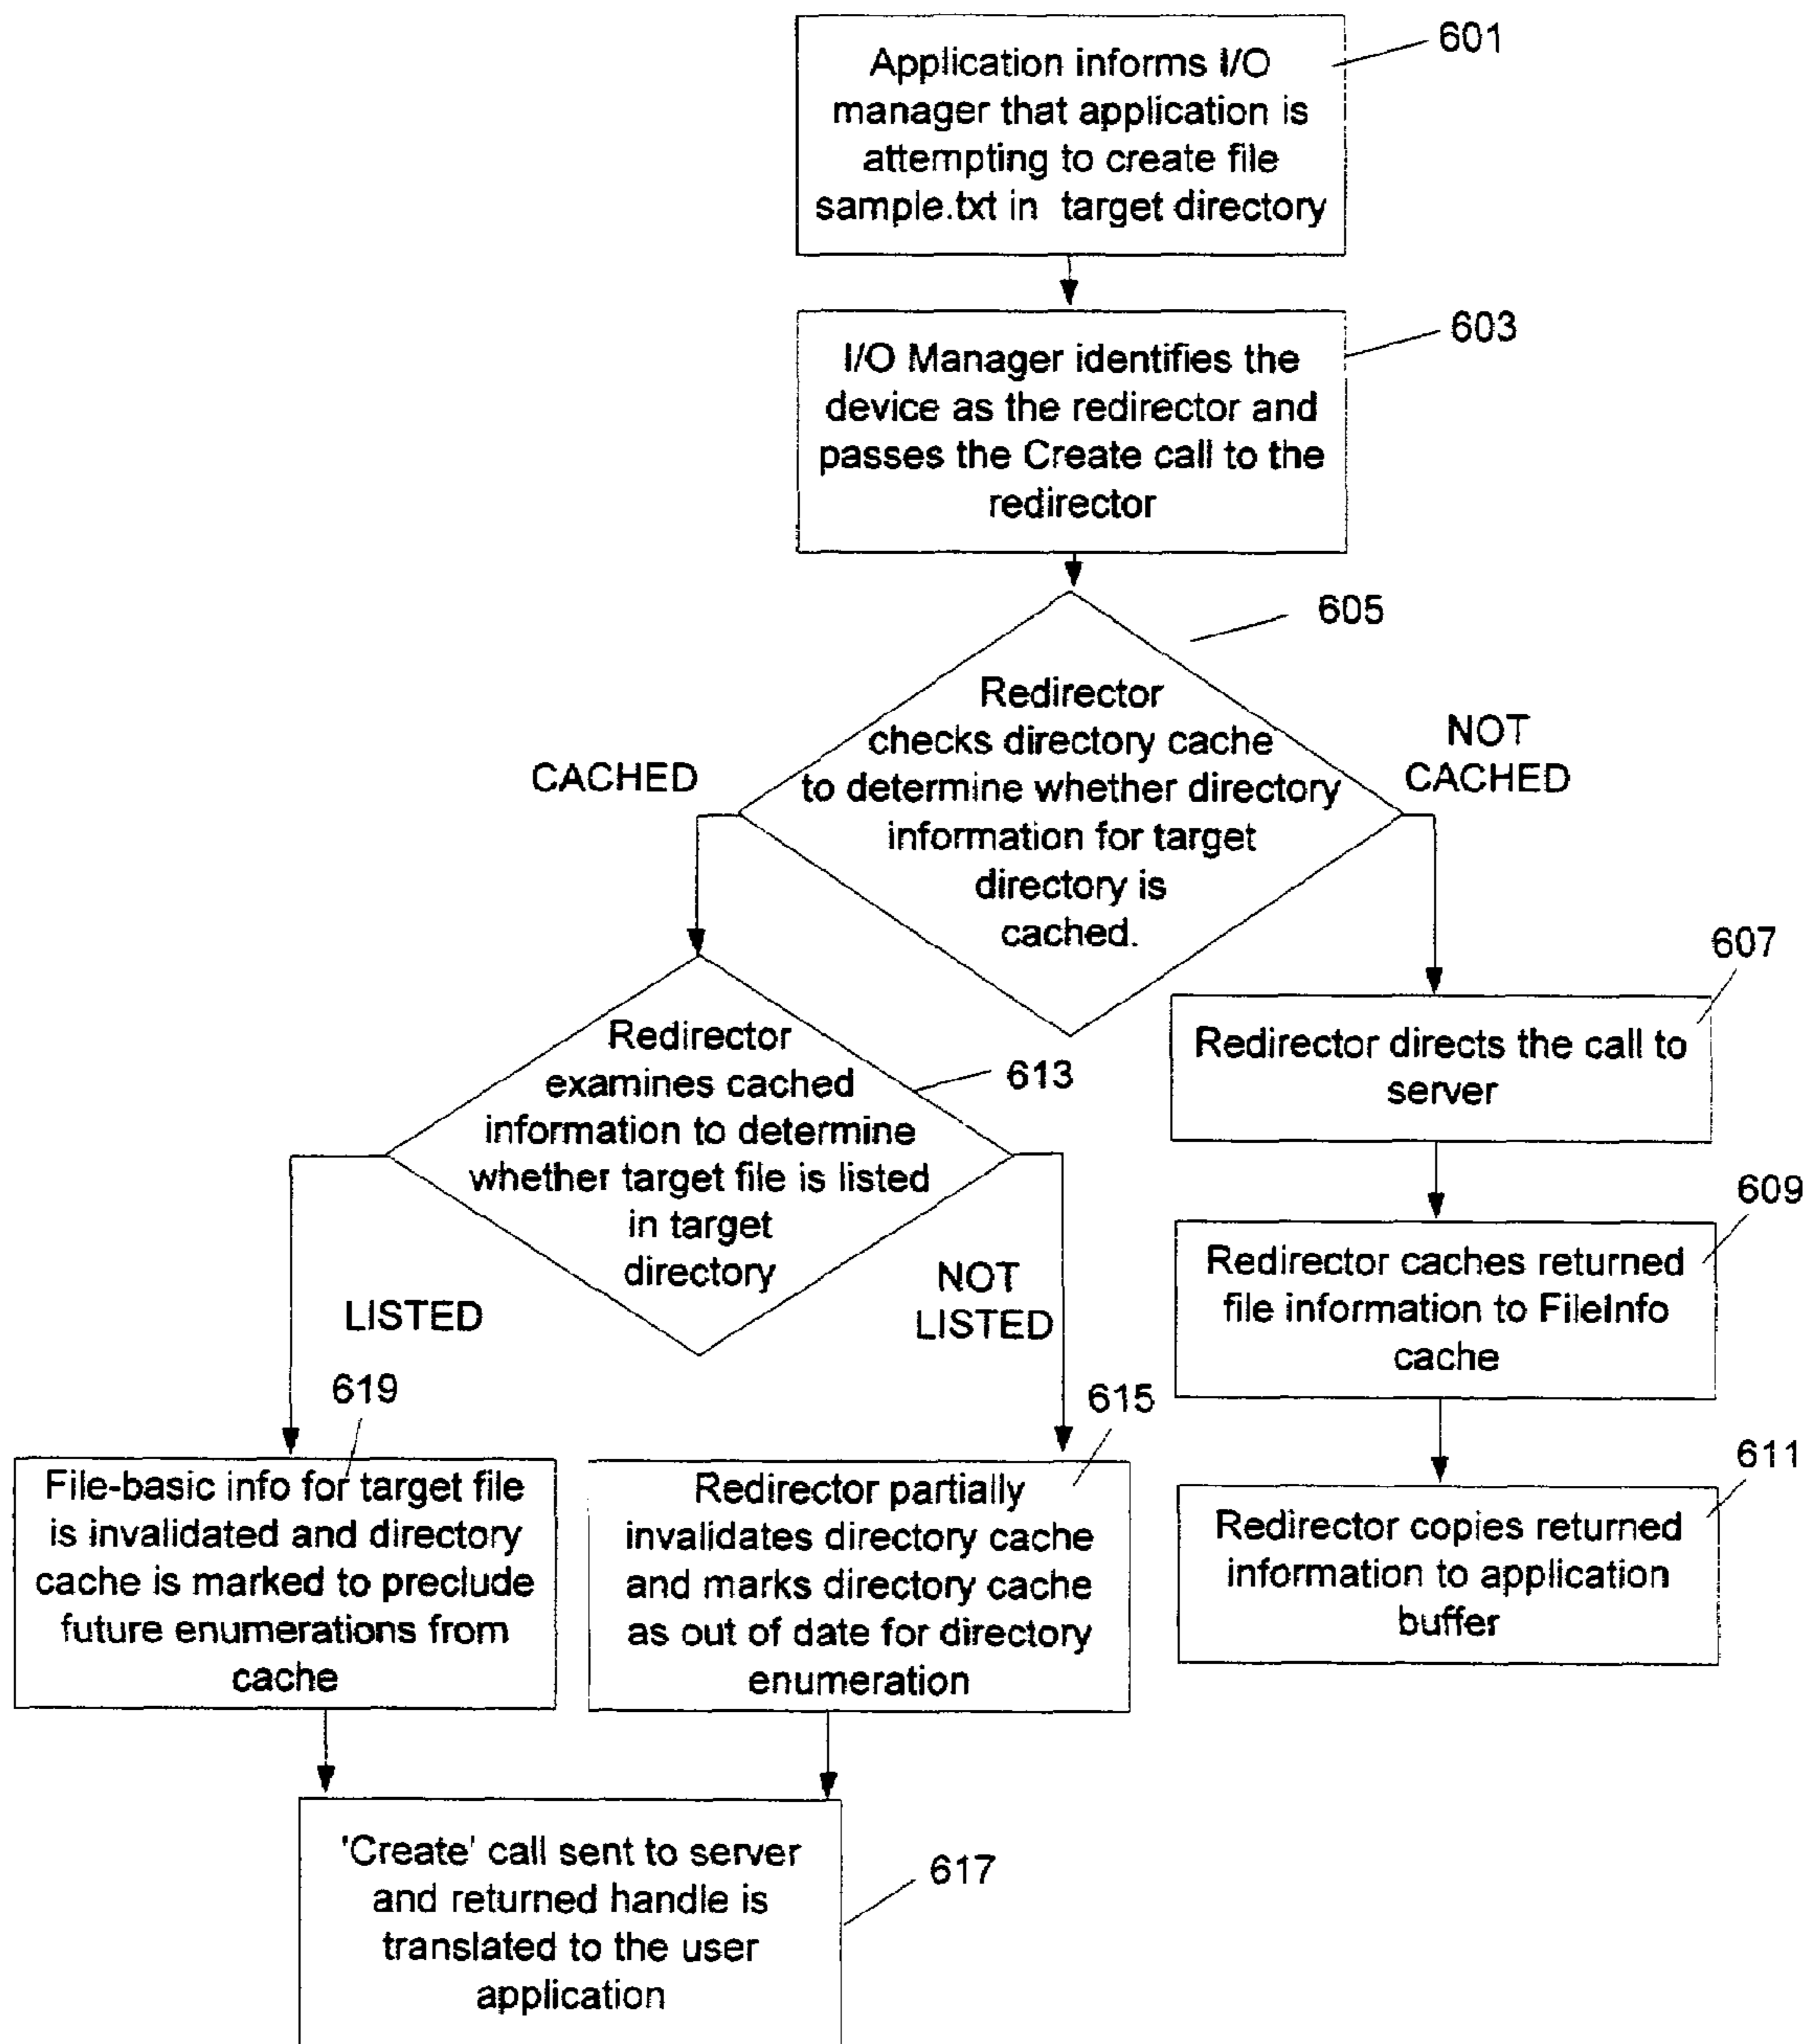 601
Application informs I/O
manager that application is
attempting to create file
sample.txt in target directory
603
I/O Manager identifies the
device as the redirector and
passes the Create call to the
redirector
605
Redirector
checks directory cache
to determine whether directory
information for target
directory is
cached.
CACHED
NOT
CACHED
607
Redirector directs the call to
server
609
Redirector caches returned
file information to FileInfo
cache
611
Redirector copies returned
information to application
buffer
613
Redirector
examines cached
information to determine
whether target file is listed
in target
directory
LISTED
NOT
LISTED
619
File-basic info for target file
is invalidated and directory
cache is marked to preclude
future enumerations from
cache
615
Redirector partially
invalidates directory cache
and marks directory cache
as out of date for directory
enumeration
'Create' call sent to server
and returned handle is
translated to the user
application
617